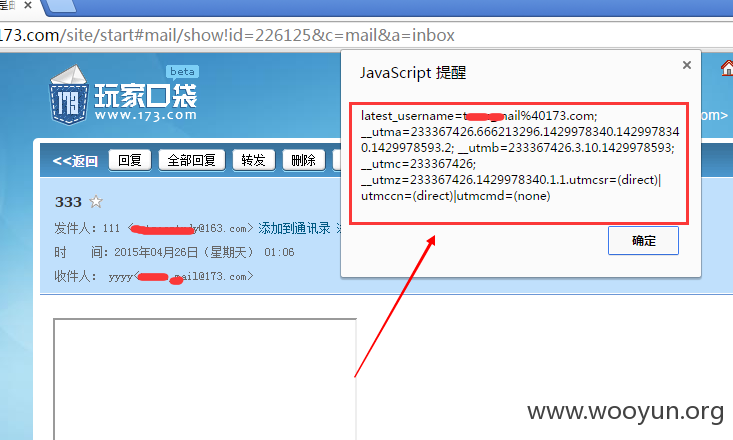 173.com/site/start#mail/show!id=226125&c=mail&a=inbox
beta
173
玩家口袋
www.173.com
com>
<<返回 回复 全部回复 转发 删除
333
发件人: 111 < @163.com> 添加到通讯录
时 间: 2015年04月26日 (星期天) 01:06
收件人: yyyy< ail@173.com>
JavaScript 提醒
latest_username=t mail%40173.com;
__utma=233367426.666213296.1429978340.142997834
0.1429978593.2; __utmb=233367426.3.10.1429978593;
__utmc=233367426;
__utmz=233367426.1429978340.1.1.utmcsr=(direct)|
utmccn=(direct)|utmcmd=(none)
确定
www.wooyun.org